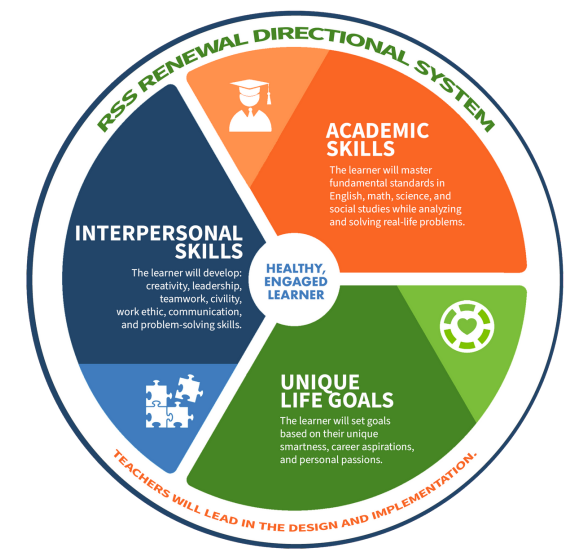 RSS RENEWAL DIRECTIONAL SYSTEM
ACADEMIC
SKILLS
The learner will master
fundamental standards in
English, math, science, and
social studies while analyzing
and solving real-life problems.
INTERPERSONAL
SKILLS
The learner will develop:
creativity, leadership,
teamwork, civility,
work ethic, communication,
and problem-solving skills.
HEALTHY,
ENGAGED
LEARNER
UNIQUE
LIFE GOALS
The learner will set goals
based on their unique
smartness, career aspirations,
and personal passions.
TEACHERS WILL LEAD IN THE DESIGN AND IMPLEMENTATION.